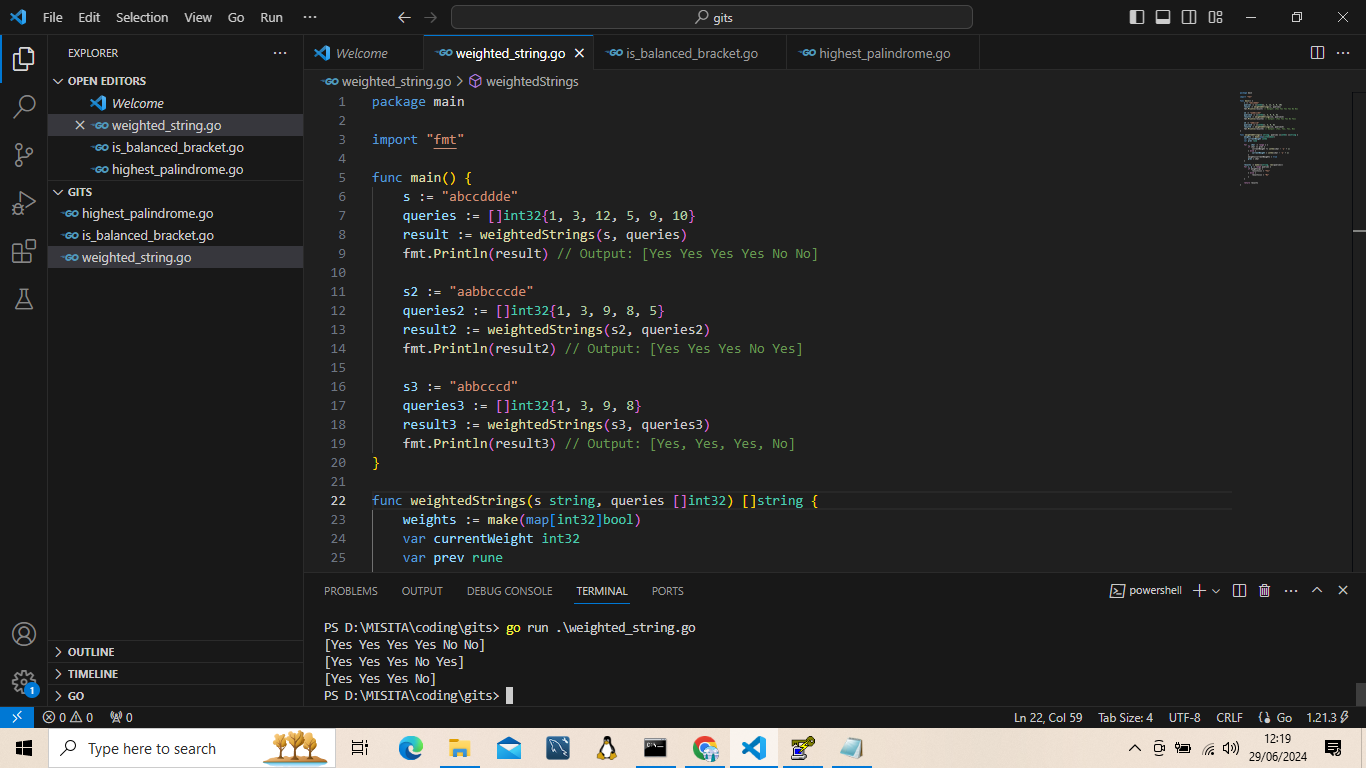 File Edit Selection View Go Run ··· gits
EXPLORER ···
OPEN EDITORS
Welcome
weighted_string.go
is_balanced_bracket.go
highest_palindrome.go
GITS
highest_palindrome.go
is_balanced_bracket.go
weighted_string.go
OUTLINE
TIMELINE
GO
Welcome weighted_string.go is_balanced_bracket.go highest_palindrome.go ···
weighted_string.go > weightedStrings
1 package main
2
3 import "fmt"
4
5 func main() {
6 s := "abccddde"
7 queries := []int32{1, 3, 12, 5, 9, 10}
8 result := weightedStrings(s, queries)
9 fmt.Println(result) // Output: [Yes Yes Yes Yes No No]
10
11 s2 := "aabbcccde"
12 queries2 := []int32{1, 3, 9, 8, 5}
13 result2 := weightedStrings(s2, queries2)
14 fmt.Println(result2) // Output: [Yes Yes Yes No Yes]
15
16 s3 := "abbcccd"
17 queries3 := []int32{1, 3, 9, 8}
18 result3 := weightedStrings(s3, queries3)
19 fmt.Println(result3) // Output: [Yes, Yes, Yes, No]
20 }
21
22 func weightedStrings(s string, queries []int32) []string {
23 weights := make(map[int32]bool)
24 var currentWeight int32
25 var prev rune
PROBLEMS OUTPUT DEBUG CONSOLE TERMINAL PORTS powershell ···
PS D:\MISITA\coding\gits> go run .\weighted_string.go
[Yes Yes Yes Yes No No]
[Yes Yes Yes No Yes]
[Yes Yes Yes No]
PS D:\MISITA\coding\gits>
1
0 0 0 Ln 22, Col 59 Tab Size: 4 UTF-8 CRLF Go 1.21.3
Type here to search
12:19
29/06/2024